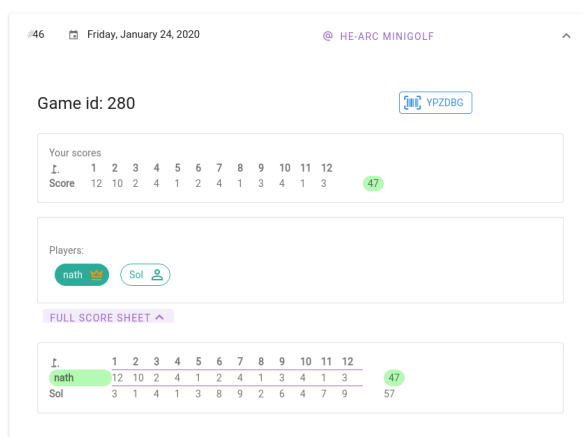 #46 Friday, January 24, 2020 @ HE-ARC MINIGOLF
Game id: 280 YPZDBG
Your scores
1 2 3 4 5 6 7 8 9 10 11 12
Score 12 10 2 4 1 2 4 1 3 4 1 3 47
Players:
nath Sol
FULL SCORE SHEET
1 2 3 4 5 6 7 8 9 10 11 12
nath 12 10 2 4 1 2 4 1 3 4 1 3 47
Sol 3 1 4 1 3 8 9 2 6 4 7 9 57